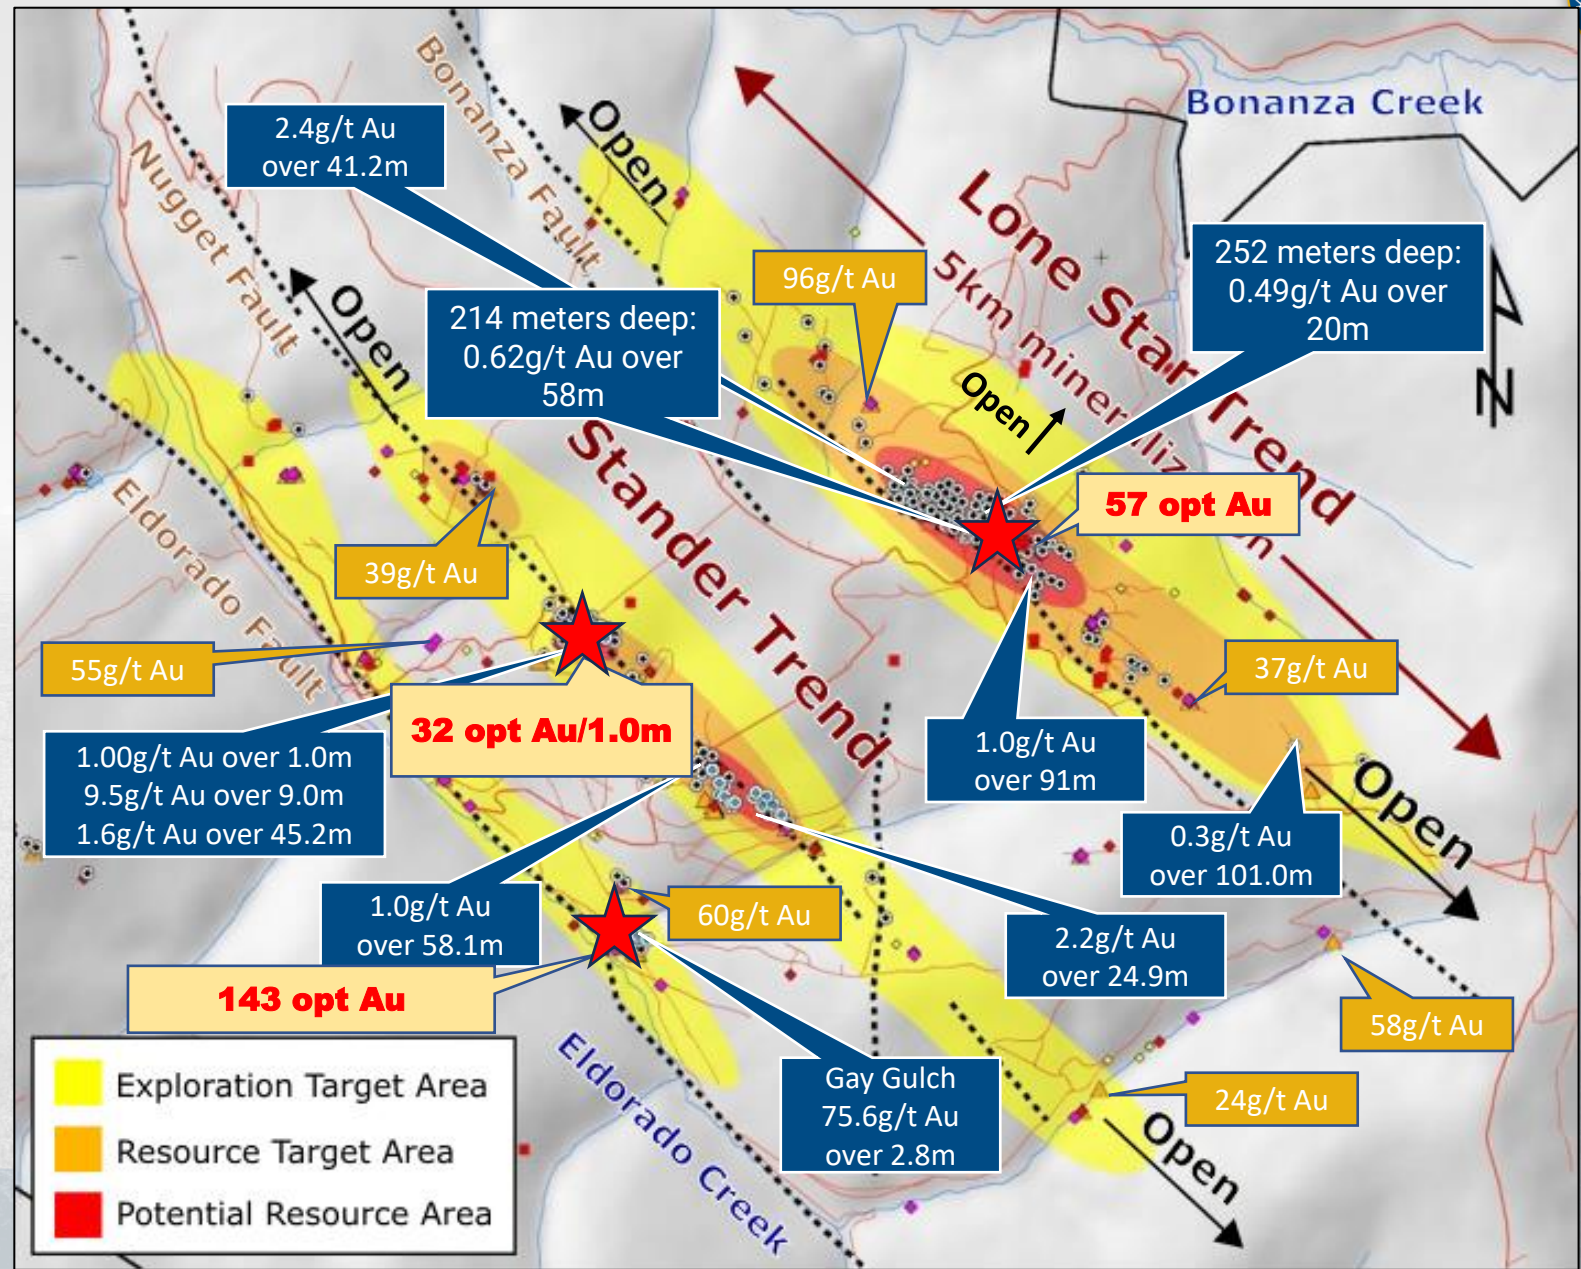 Bonanza Creek
Bonanza Fault
Open
2.4g/t Au
over 41.2m
Nugget Fault
Lone Star Trend
5km mineralization
252 meters deep:
0.49g/t Au over
20m
96g/t Au
Open
214 meters deep:
0.62g/t Au over
58m
Open
N
Stander Trend
57 opt Au
Eldorado Fault
39g/t Au
55g/t Au
37g/t Au
32 opt Au/1.0m
1.00g/t Au over 1.0m
9.5g/t Au over 9.0m
1.6g/t Au over 45.2m
1.0g/t Au
over 91m
Open
0.3g/t Au
over 101.0m
1.0g/t Au
over 58.1m
60g/t Au
2.2g/t Au
over 24.9m
143 opt Au
58g/t Au
Eldorado Creek
Gay Gulch
75.6g/t Au
over 2.8m
24g/t Au
Open
Exploration Target Area
Resource Target Area
Potential Resource Area